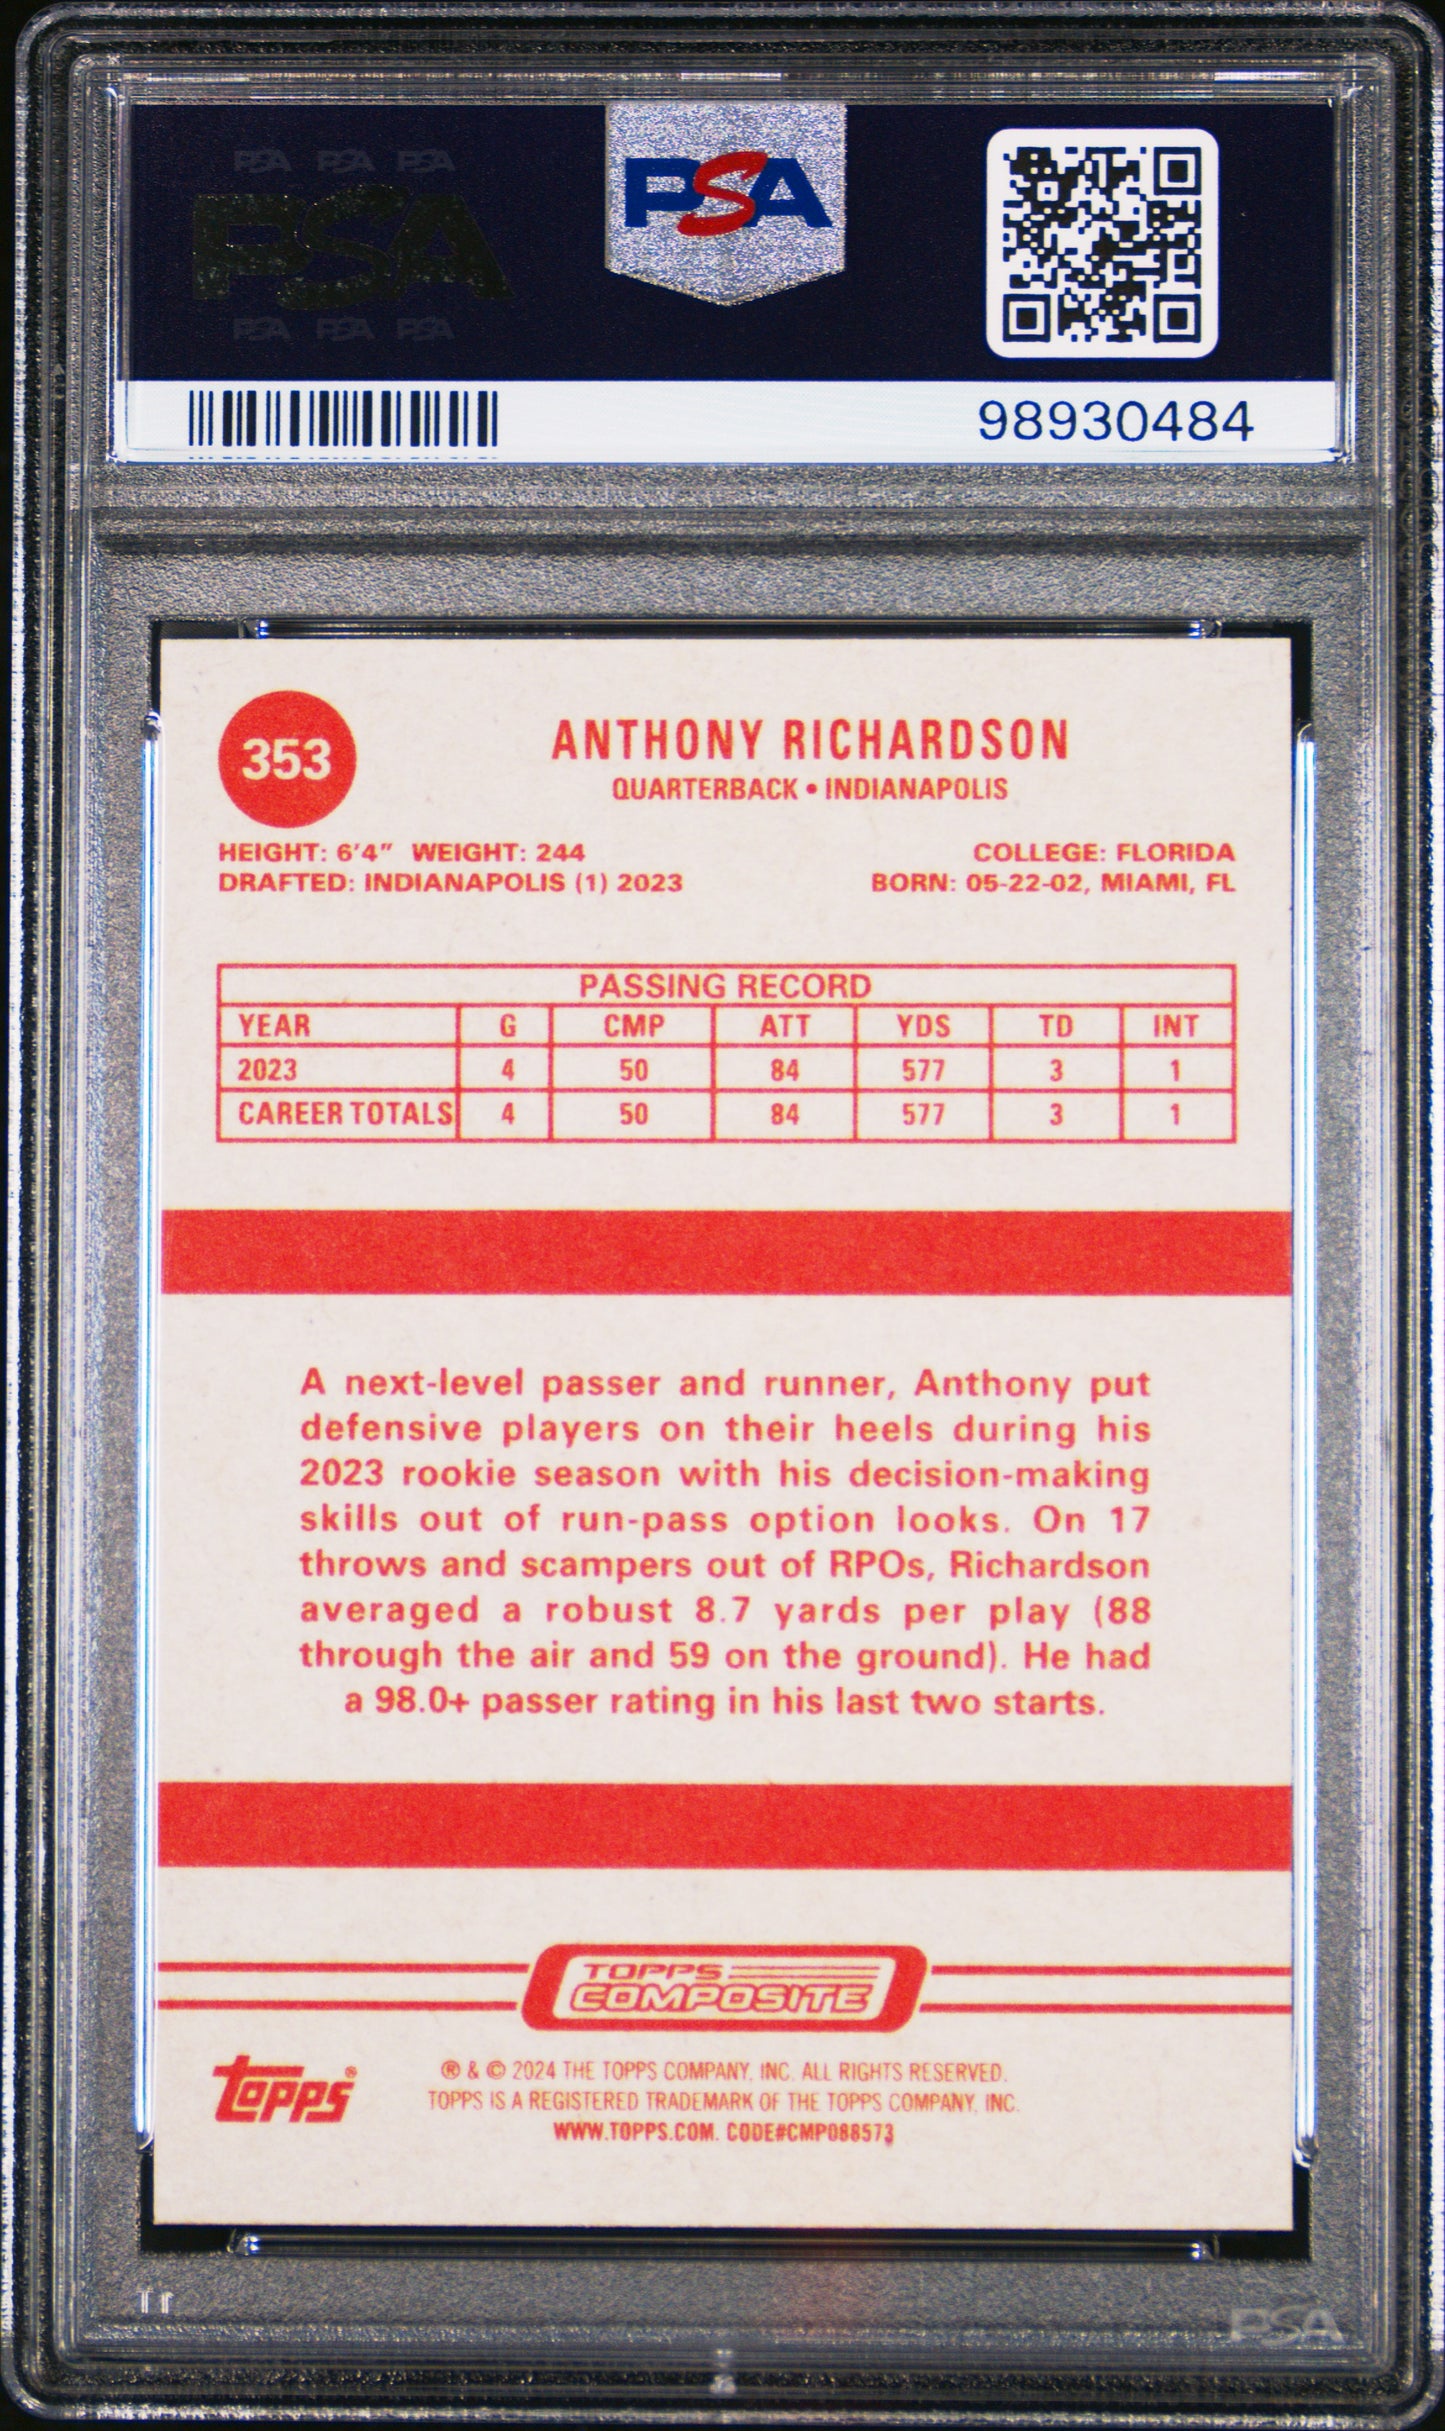 PSA PSA PSA
PSA
PSA PSA PSA
PSA
98930484
353
ANTHONY RICHARDSON
QUARTERBACK • INDIANAPOLIS
HEIGHT: 6'4" WEIGHT: 244
COLLEGE: FLORIDA
DRAFTED: INDIANAPOLIS (1) 2023
BORN: 05-22-02, MIAMI, FL
PASSING RECORD
YEAR G CMP ATT YDS TD INT
2023 4 50 84 577 3 1
CAREER TOTALS 4 50 84 577 3 1
A next-level passer and runner, Anthony put
defensive players on their heels during his
2023 rookie season with his decision-making
skills out of run-pass option looks. On 17
throws and scampers out of RPOs, Richardson
averaged a robust 8.7 yards per play (88
through the air and 59 on the ground). He had
a 98.0+ passer rating in his last two starts.
TOPPS
COMPOSITE
topps®
® & © 2024 THE TOPPS COMPANY, INC. ALL RIGHTS RESERVED.
TOPPS IS A REGISTERED TRADEMARK OF THE TOPPS COMPANY, INC.
WWW.TOPPS.COM. CODE#CMP088573
PSA